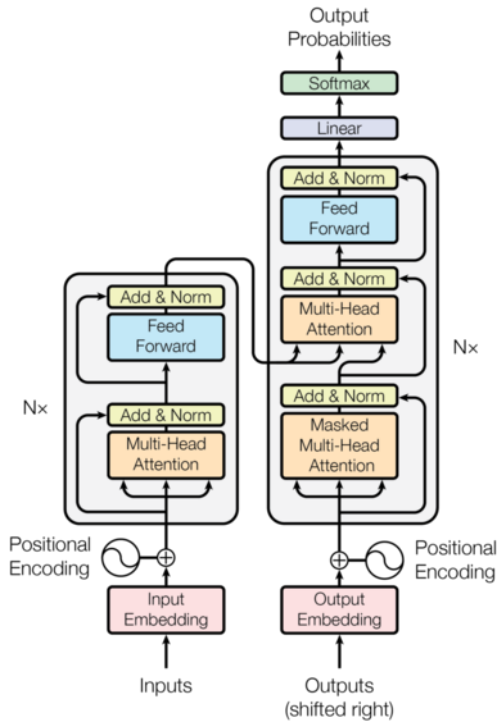 Output
Probabilities
Softmax
Linear
Add & Norm
Feed
Forward
Add & Norm
Multi-Head
Attention
Add & Norm
Masked
Multi-Head
Attention
N×
Add & Norm
Feed
Forward
N×
Add & Norm
Multi-Head
Attention
Positional
Encoding
Positional
Encoding
Input
Embedding
Output
Embedding
Inputs
Outputs
(shifted right)